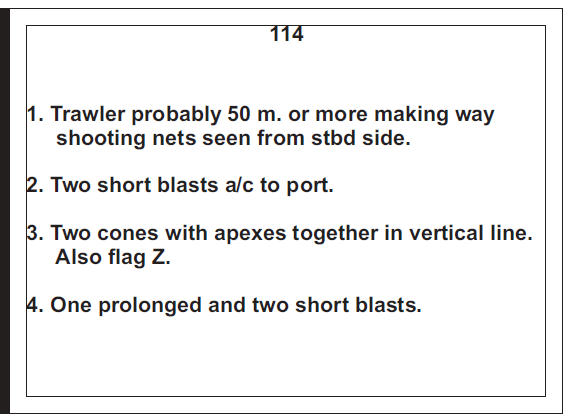 114
1. Trawler probably 50 m. or more making way
shooting nets seen from stbd side.
2. Two short blasts a/c to port.
3. Two cones with apexes together in vertical line.
Also flag Z.
4. One prolonged and two short blasts.